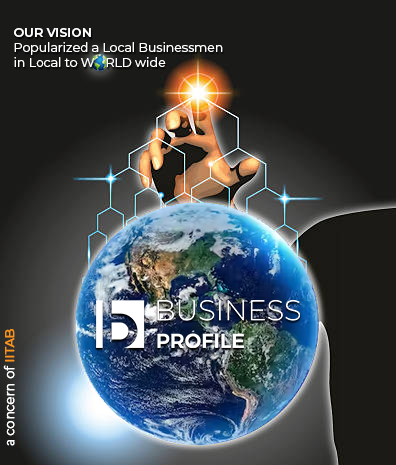 OUR VISION
Popularized a Local Businessmen
in Local to WORLD wide
BUSINESS
PROFILE
a concern of IITAB